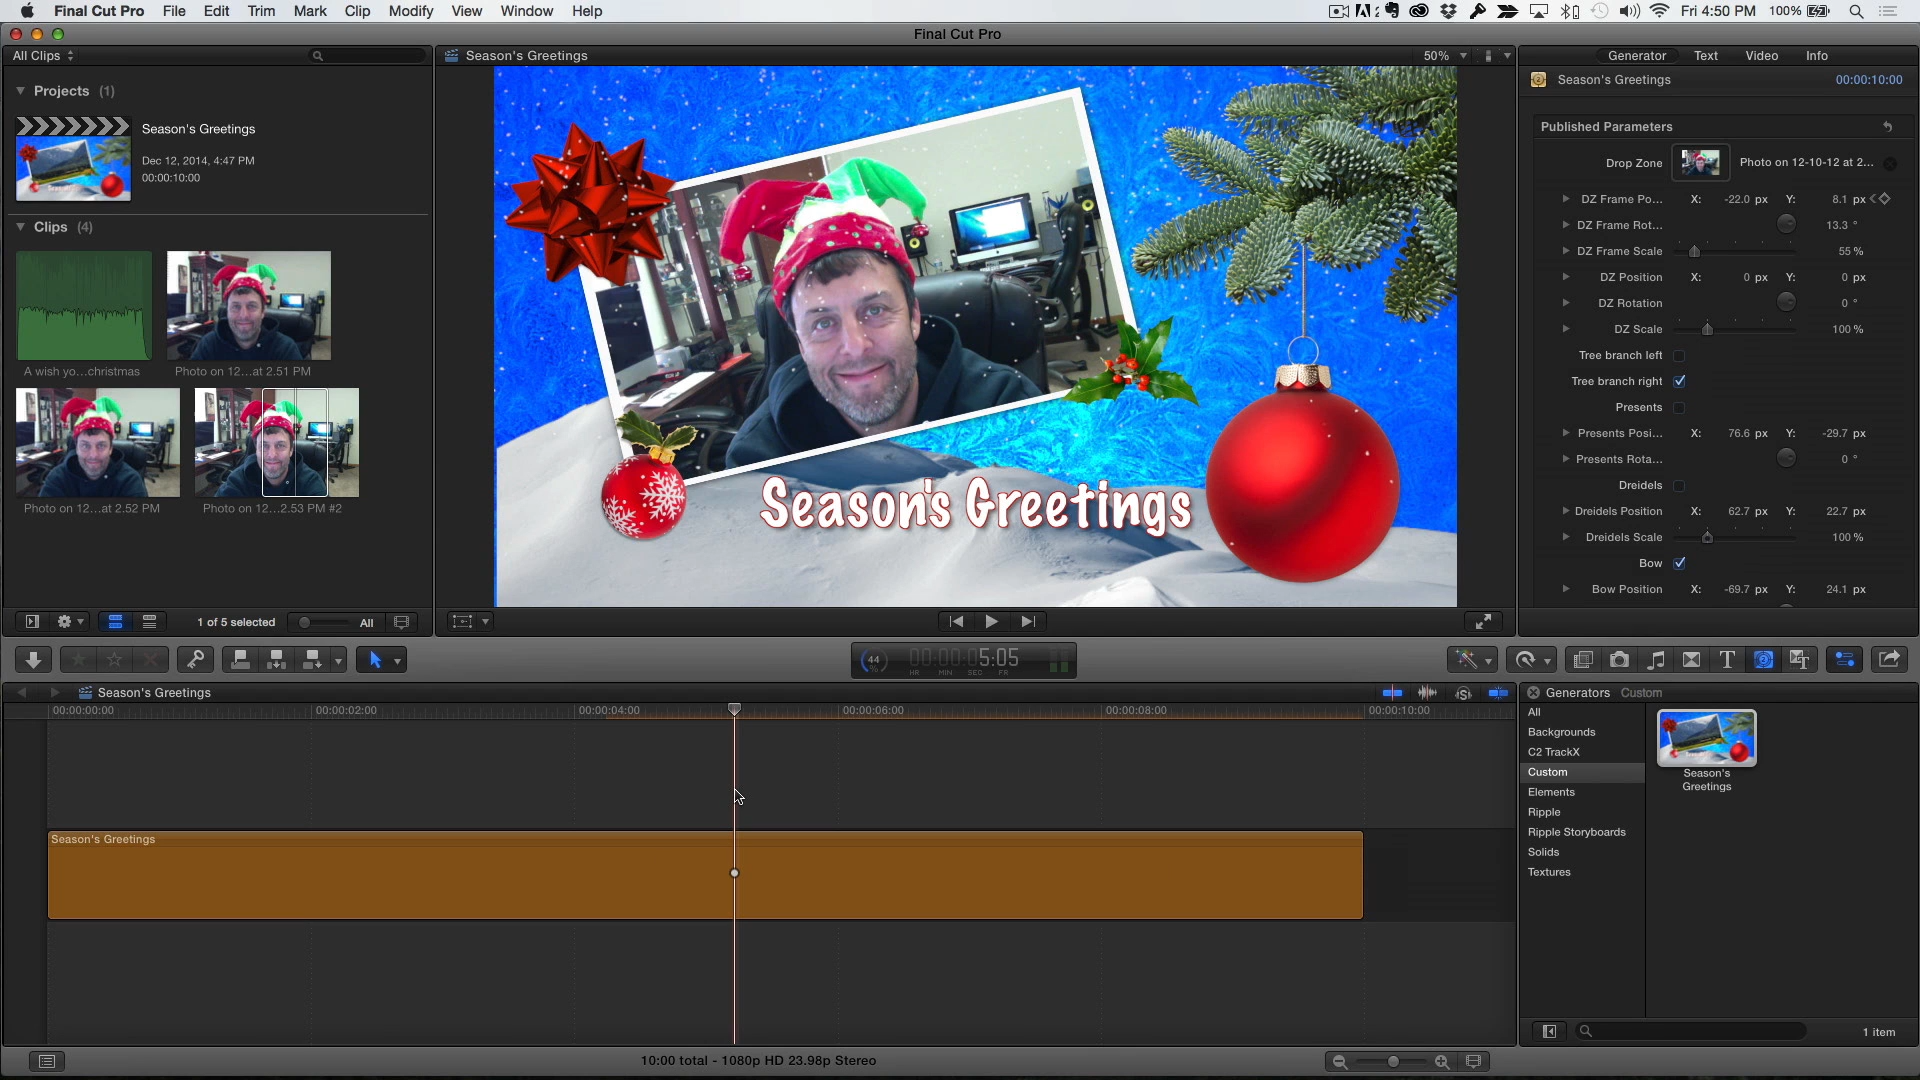 Final Cut Pro File Edit Trim Mark Clip Modify View Window Help
Fri 4:50 PM 100%
Final Cut Pro
All Clips
Season's Greetings
50%
Generator Text Video Info
Projects (1)
Season's Greetings
Dec 12, 2014, 4:47 PM
00:00:10:00
Clips (4)
A wish yo...christmas
Photo on 12...at 2.51 PM
Photo on 12...at 2.52 PM
Photo on 12...2.53 PM #2
1 of 5 selected
All
Season's Greetings
Season's Greetings 00:00:10:00
Published Parameters
Drop Zone Photo on 12-10-12 at 2...
DZ Frame Po... X: -22.0 px Y: 8.1 px
DZ Frame Rot... 13.3 °
DZ Frame Scale 55 %
DZ Position X: 0 px Y: 0 px
DZ Rotation 0 °
DZ Scale 100 %
Tree branch left
Tree branch right
Presents
Presents Posi... X: 76.6 px Y: -29.7 px
Presents Rota... 0 °
Dreidels
Dreidels Position X: 62.7 px Y: 22.7 px
Dreidels Scale 100 %
Bow
Bow Position X: -69.7 px Y: 24.1 px
44
%
00:00:05:05
HR MIN SEC FR
Season's Greetings
00:00:00:00 00:00:02:00 00:00:04:00 00:00:06:00 00:00:08:00 00:00:10:00
Season's Greetings
Generators Custom
All
Backgrounds
C2 TrackX
Custom
Elements
Ripple
Ripple Storyboards
Solids
Textures
Season's
Greetings
1 item
10:00 total - 1080p HD 23.98p Stereo